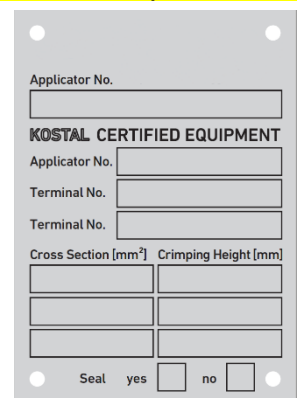 Applicator No.
KOSTAL CERTIFIED EQUIPMENT
Applicator No.
Terminal No.
Terminal No.
Cross Section [mm²] Crimping Height [mm]
Seal yes no